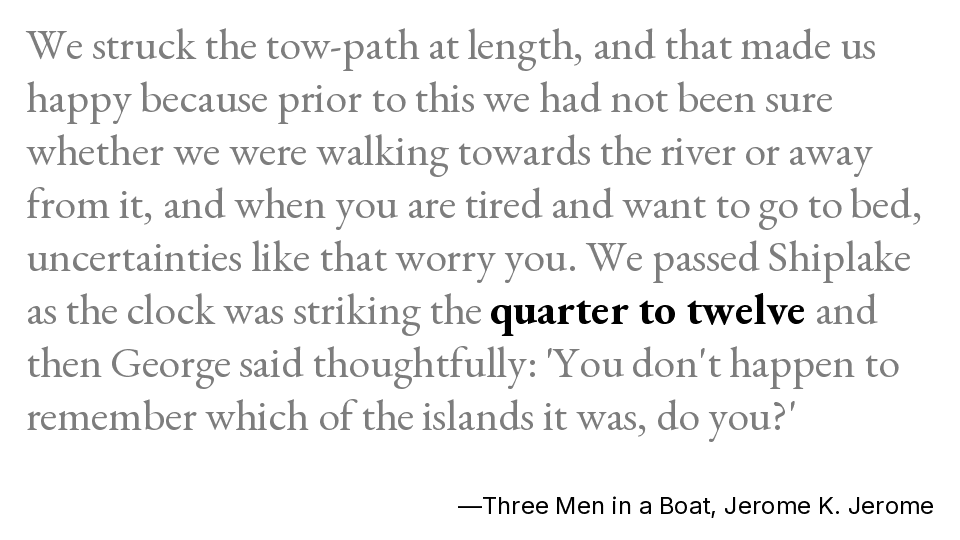 We struck the tow-path at length, and that made us
happy because prior to this we had not been sure
whether we were walking towards the river or away
from it, and when you are tired and want to go to bed,
uncertainties like that worry you. We passed Shiplake
as the clock was striking the quarter to twelve and
then George said thoughtfully: 'You don't happen to
remember which of the islands it was, do you?'
—Three Men in a Boat, Jerome K. Jerome